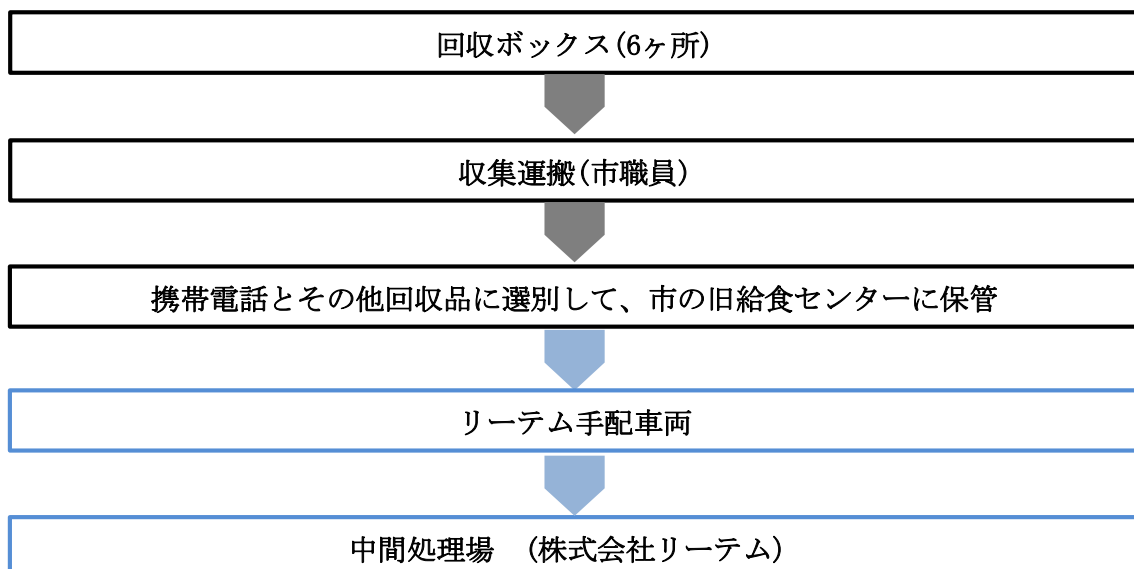 回収ボックス(6ヶ所)
収集運搬(市職員)
携帯電話とその他回収品に選別して、市の旧給食センターに保管
リーテム手配車両
中間処理場　(株式会社リーテム)